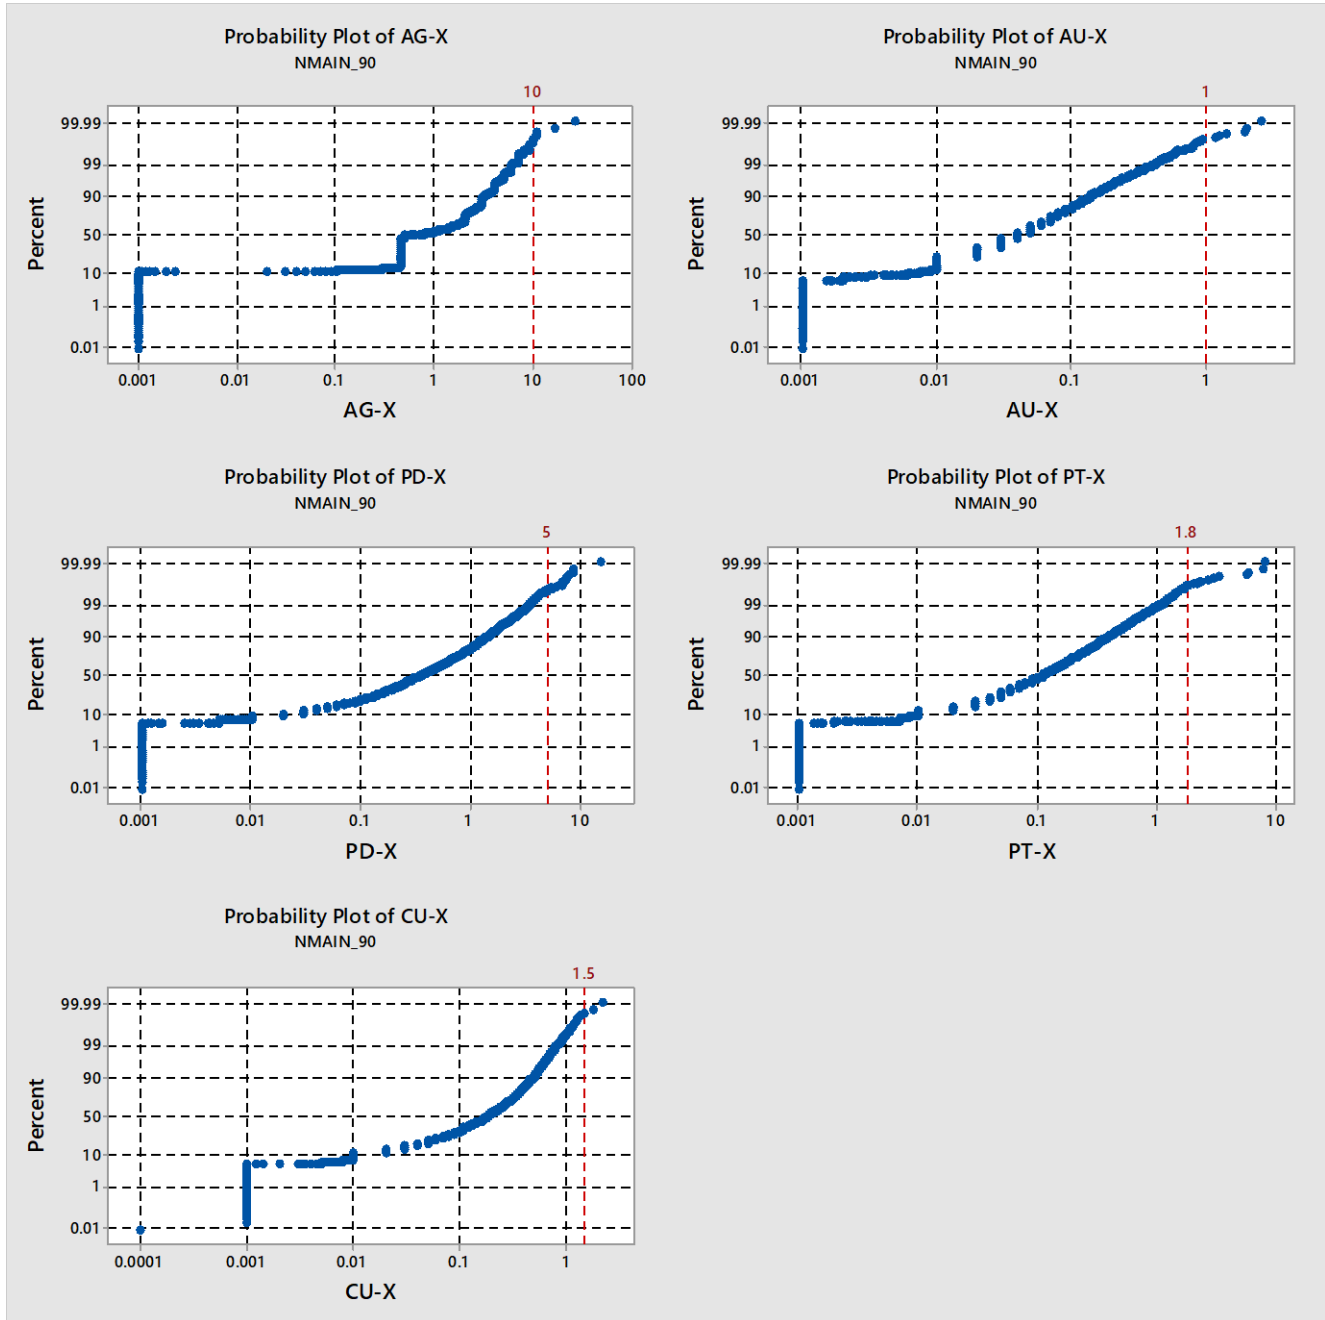 Probability Plot of AG-X
NMAIN_90
10
99.99
99
90
50
10
1
0.01
Percent
0.001 0.01 0.1 1 10 100
AG-X
Probability Plot of AU-X
NMAIN_90
1
99.99
99
90
50
10
1
0.01
Percent
0.001 0.01 0.1 1
AU-X
Probability Plot of PD-X
NMAIN_90
5
99.99
99
90
50
10
1
0.01
Percent
0.001 0.01 0.1 1 10
PD-X
Probability Plot of PT-X
NMAIN_90
1.8
99.99
99
90
50
10
1
0.01
Percent
0.001 0.01 0.1 1 10
PT-X
Probability Plot of CU-X
NMAIN_90
1.5
99.99
99
90
50
10
1
0.01
Percent
0.0001 0.001 0.01 0.1 1
CU-X